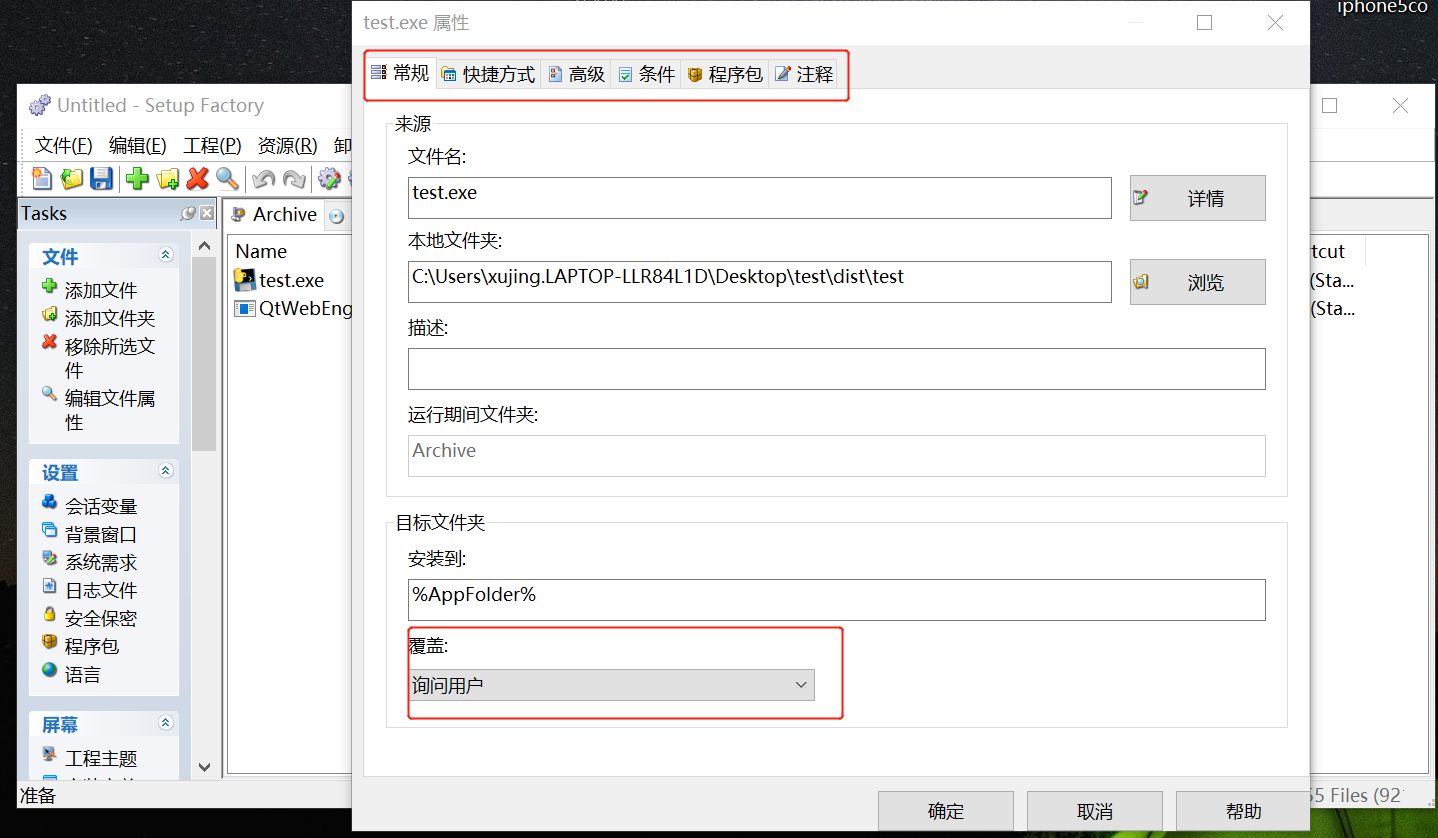 iphone5co
test.exe 属性
常规 快捷方式 高级 条件 程序包 注释
来源
文件名:
test.exe
详情
本地文件夹:
C:\Users\xujing.LAPTOP-LLR84L1D\Desktop\test\dist\test
浏览
描述:
运行期间文件夹:
Archive
目标文件夹
安装到:
%AppFolder%
覆盖:
询问用户
确定 取消 帮助
Untitled - Setup Factory
文件(F) 编辑(E) 工程(P) 资源(R) 卸
Tasks
文件
添加文件
添加文件夹
移除所选文
件
编辑文件属
性
设置
会话变量
背景窗口
系统需求
日志文件
安全保密
程序包
语言
屏幕
工程主题
准备
Archive
Name
test.exe
QtWebEng
tcut
(Sta...
(Sta...
55 Files (92